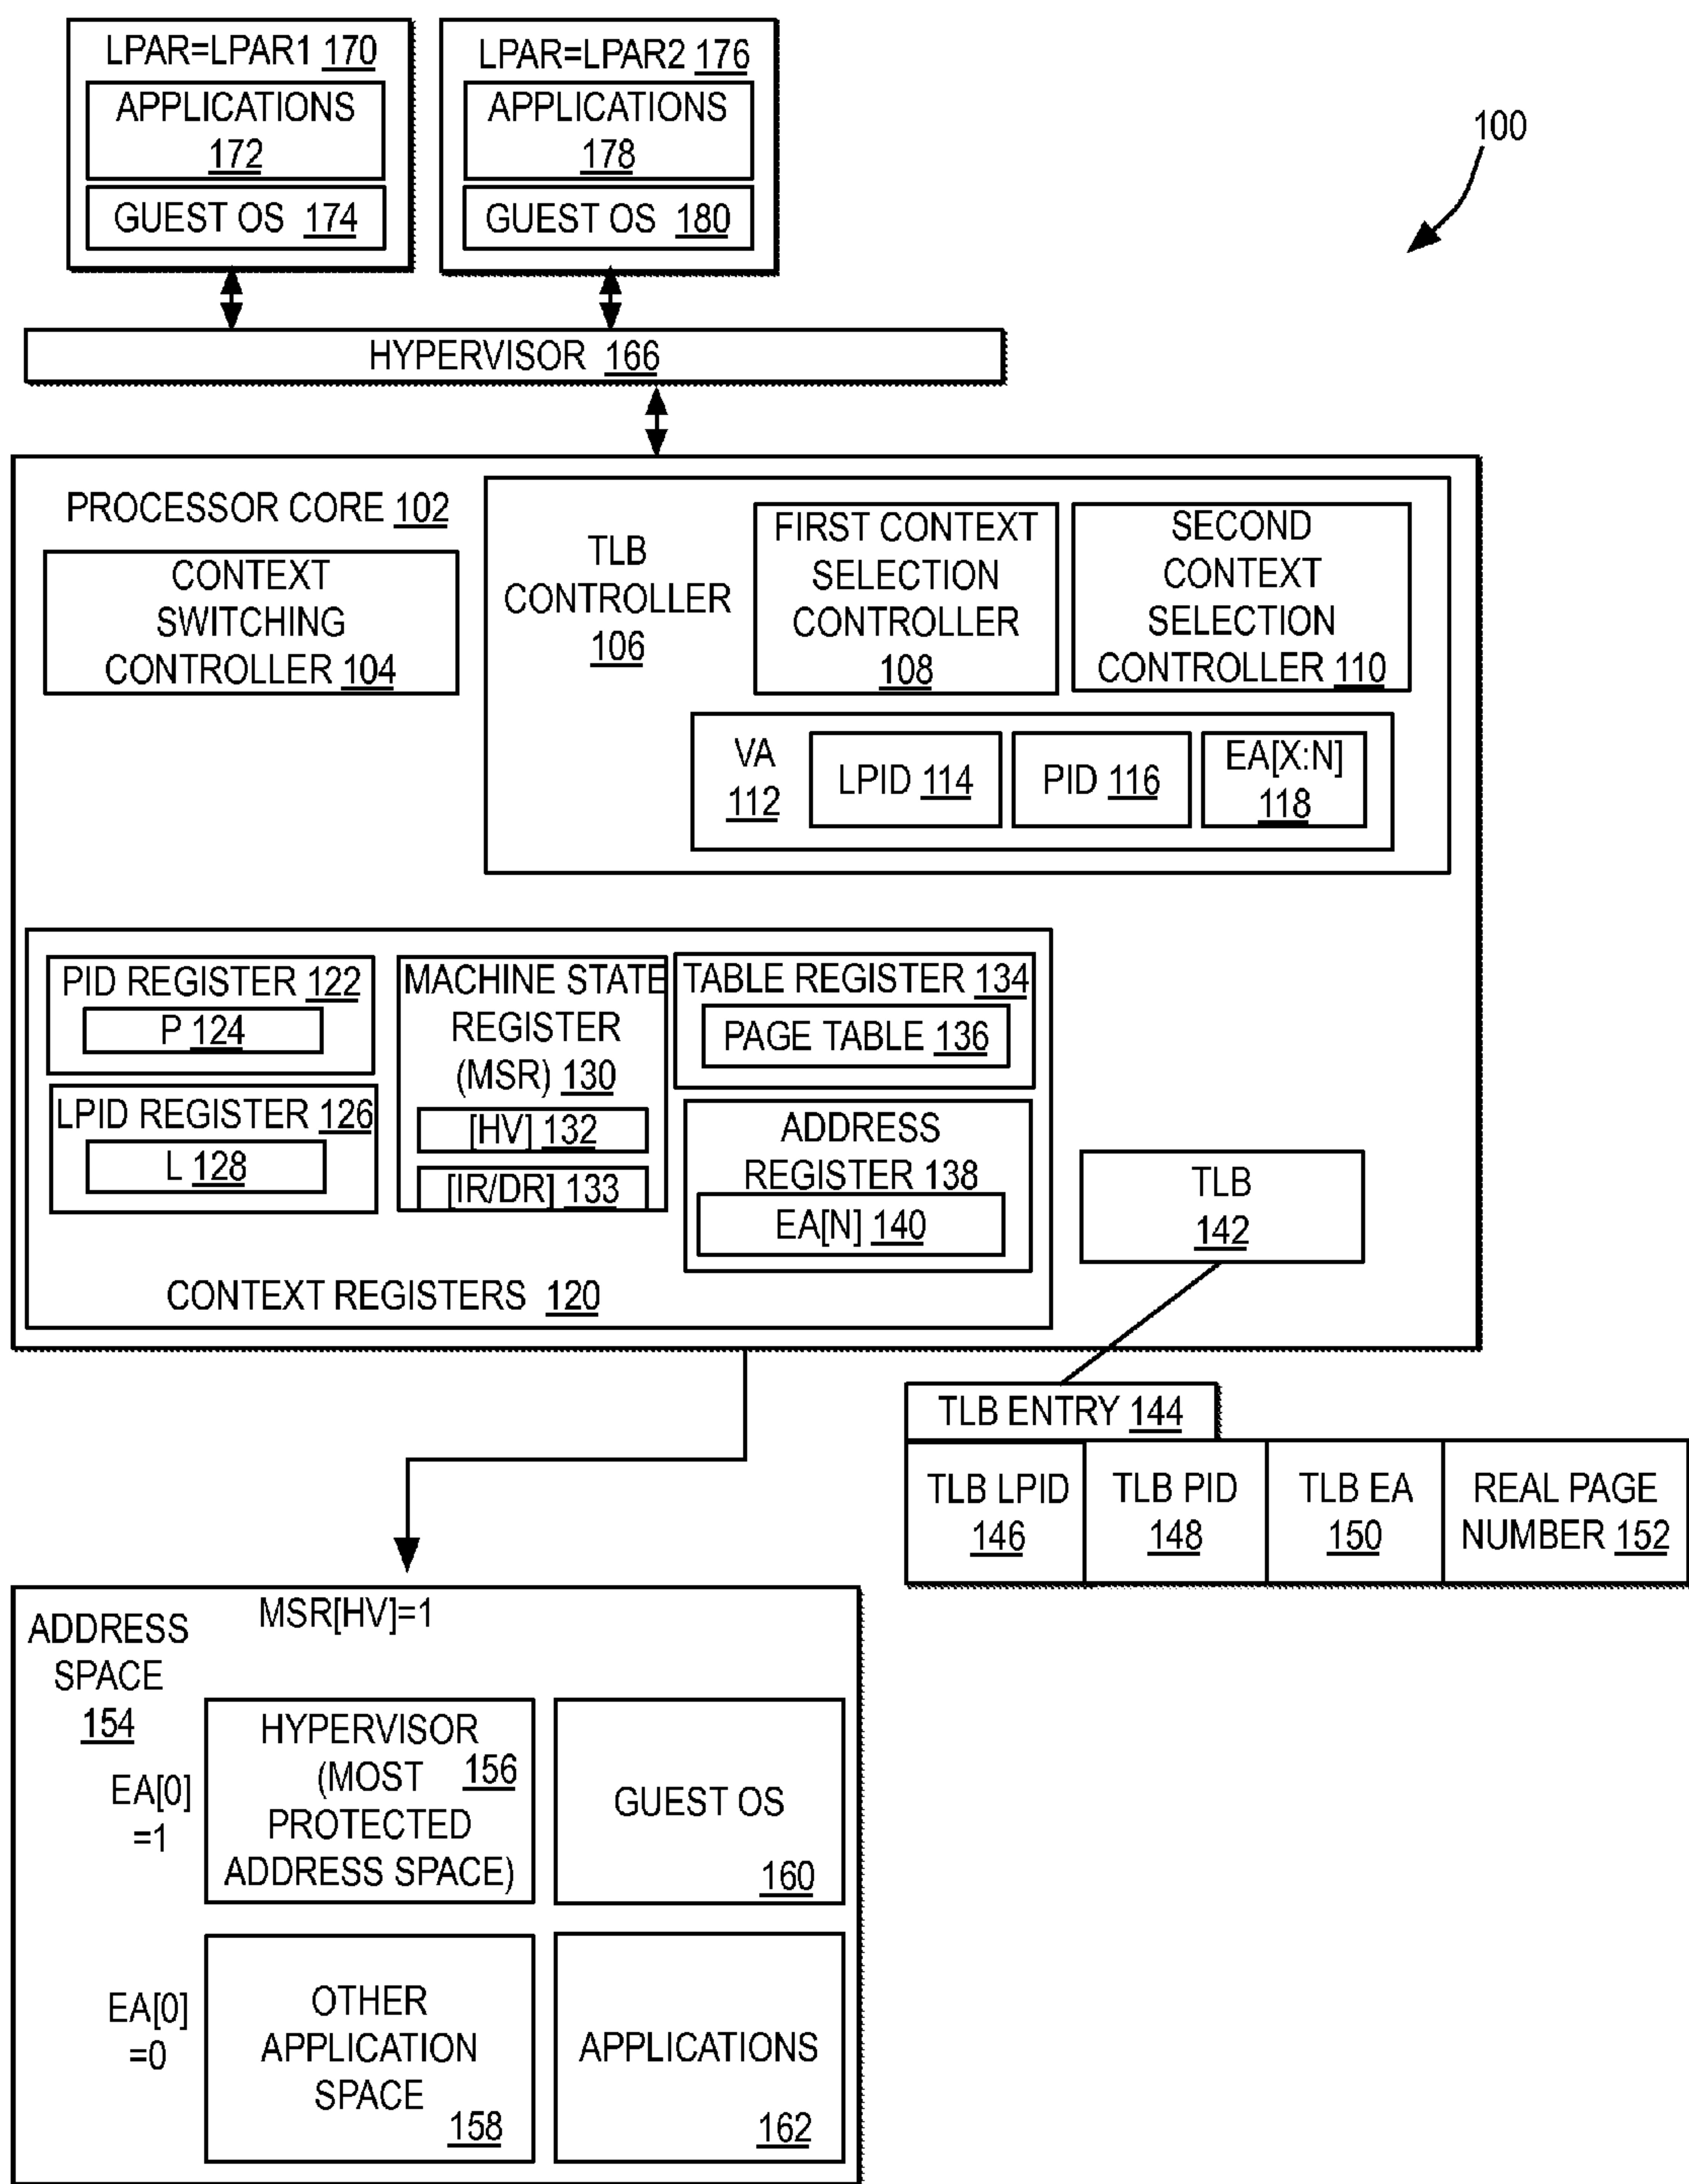 LPAR=LPAR1 170
APPLICATIONS
172
GUEST OS 174
LPAR=LPAR2 176
APPLICATIONS
178
GUEST OS 180
100
HYPERVISOR 166
PROCESSOR CORE 102
CONTEXT
SWITCHING
CONTROLLER 104
TLB
CONTROLLER
106
FIRST CONTEXT
SELECTION
CONTROLLER
108
SECOND
CONTEXT
SELECTION
CONTROLLER 110
VA
112
LPID 114
PID 116
EA[X:N]
118
PID REGISTER 122
P 124
LPID REGISTER 126
L 128
MACHINE STATE
REGISTER
(MSR) 130
[HV] 132
[IR/DR] 133
TABLE REGISTER 134
PAGE TABLE 136
ADDRESS
REGISTER 138
EA[N] 140
CONTEXT REGISTERS 120
TLB
142
TLB ENTRY 144
TLB LPID
146
TLB PID
148
TLB EA
150
REAL PAGE
NUMBER 152
ADDRESS
SPACE
154
MSR[HV]=1
EA[0]
=1
HYPERVISOR
(MOST 156
PROTECTED
ADDRESS SPACE)
GUEST OS
160
EA[0]
=0
OTHER
APPLICATION
SPACE
158
APPLICATIONS
162